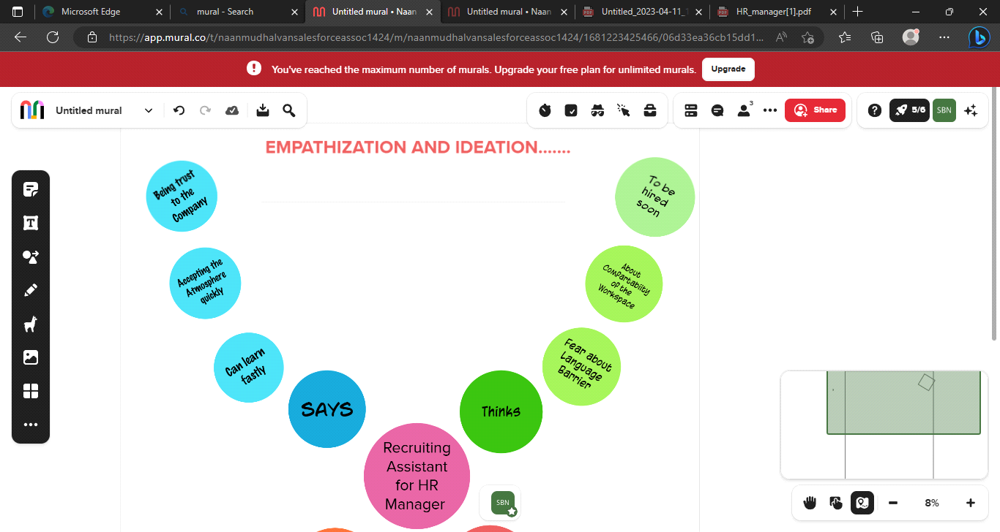 Microsoft Edge
mural - Search
Untitled mural • Naan
Untitled mural • Naan
Untitled_2023-04-11_1
HR_manager[1].pdf
https://app.mural.co/t/naanmudhalvansalesforceassoc1424/m/naanmudhalvansalesforceassoc1424/1681223425466/06d33ea36cb15dd1...
You've reached the maximum number of murals. Upgrade your free plan for unlimited murals.
Upgrade
Untitled mural
3
Share
5/6
SBN
EMPATHIZATION AND IDEATION.......
Being trust
to the
Company
To be
hired
soon
Accepting the
Atmosphere
quickly
About
Comfartabiity
of the
Workspace
Can learn
fastly
Fear about
Language
Barrier
SAYS
Thinks
Recruiting
Assistant
for HR
Manager
SBN
8%